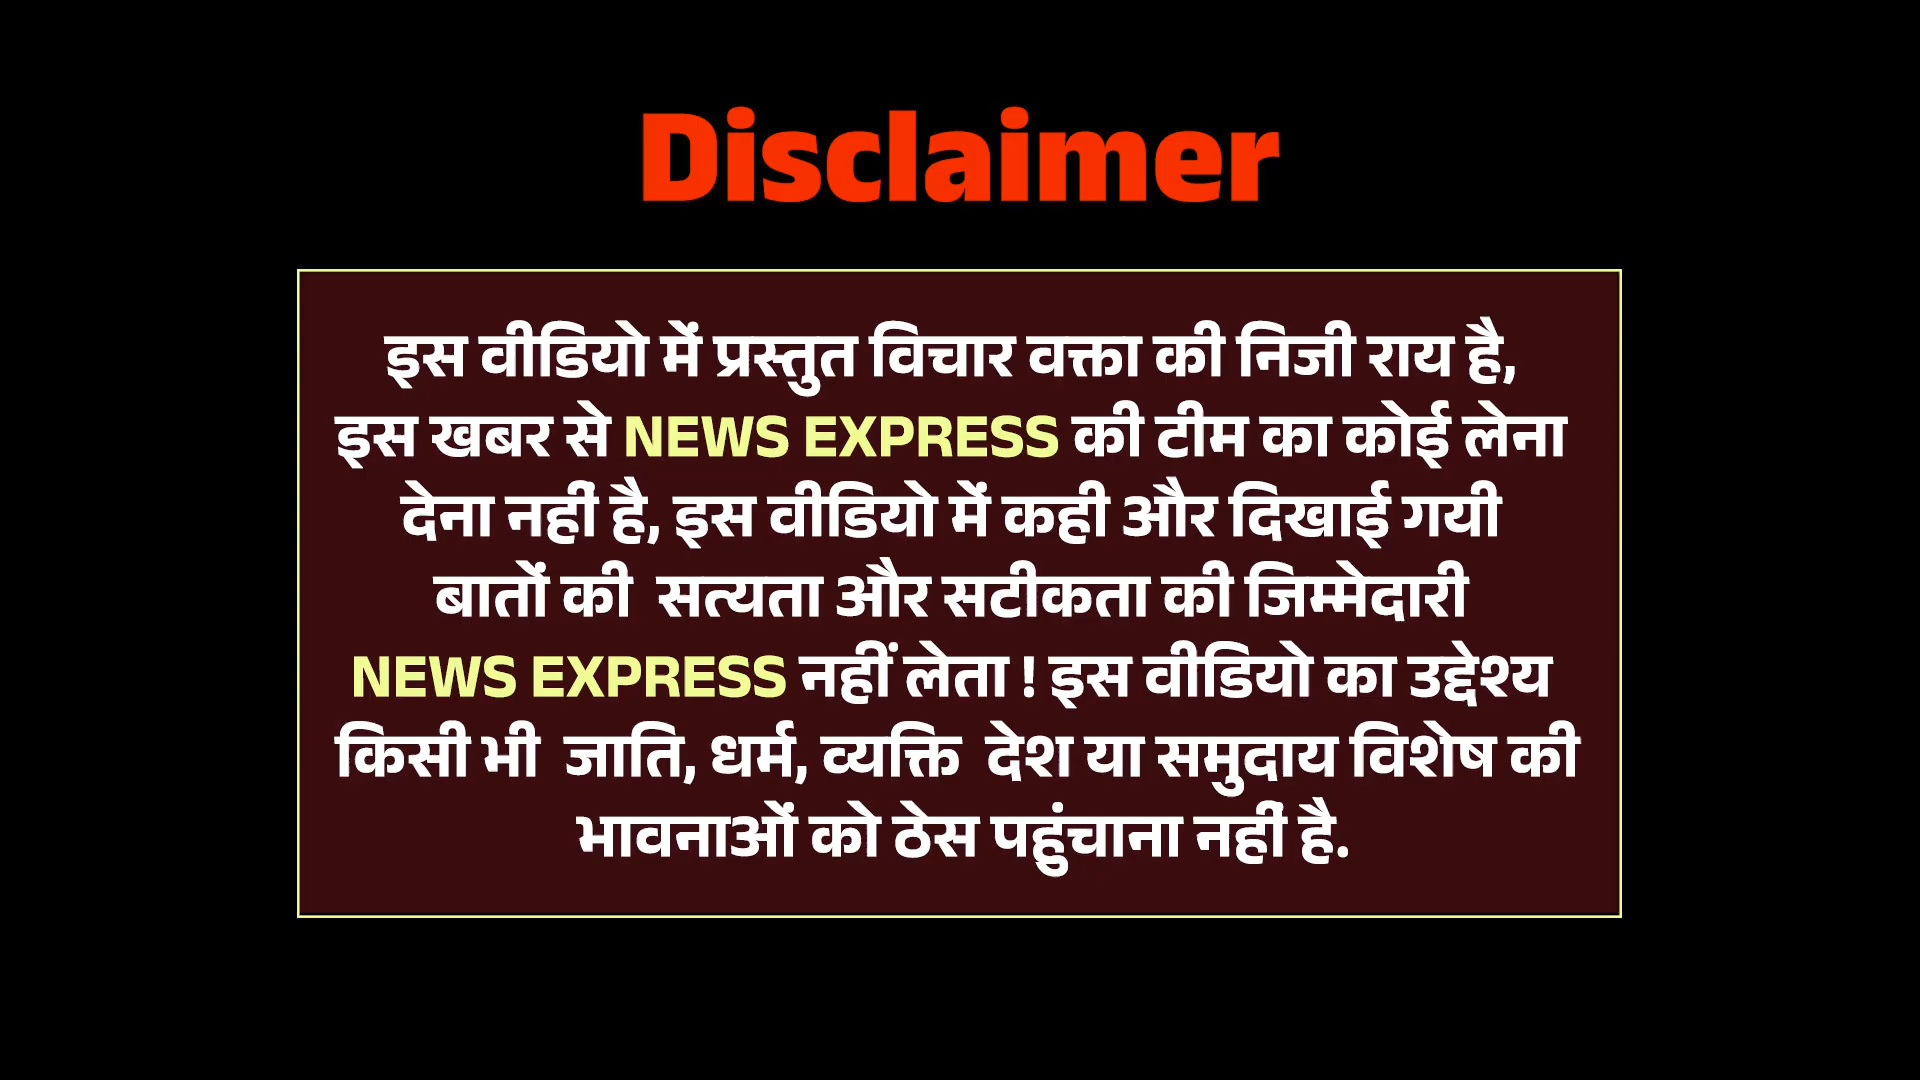 Disclaimer
इस वीडियो में प्रस्तुत विचार वक्ता की निजी राय है,
इस खबर से NEWS EXPRESS की टीम का कोई लेना
देना नहीं है, इस वीडियो में कही और दिखाई गयी
बातों की सत्यता और सटीकता की जिम्मेदारी
NEWS EXPRESS नहीं लेता ! इस वीडियो का उद्देश्य
किसी भी जाति, धर्म, व्यक्ति देश या समुदाय विशेष की
भावनाओं को ठेस पहुंचाना नहीं है.